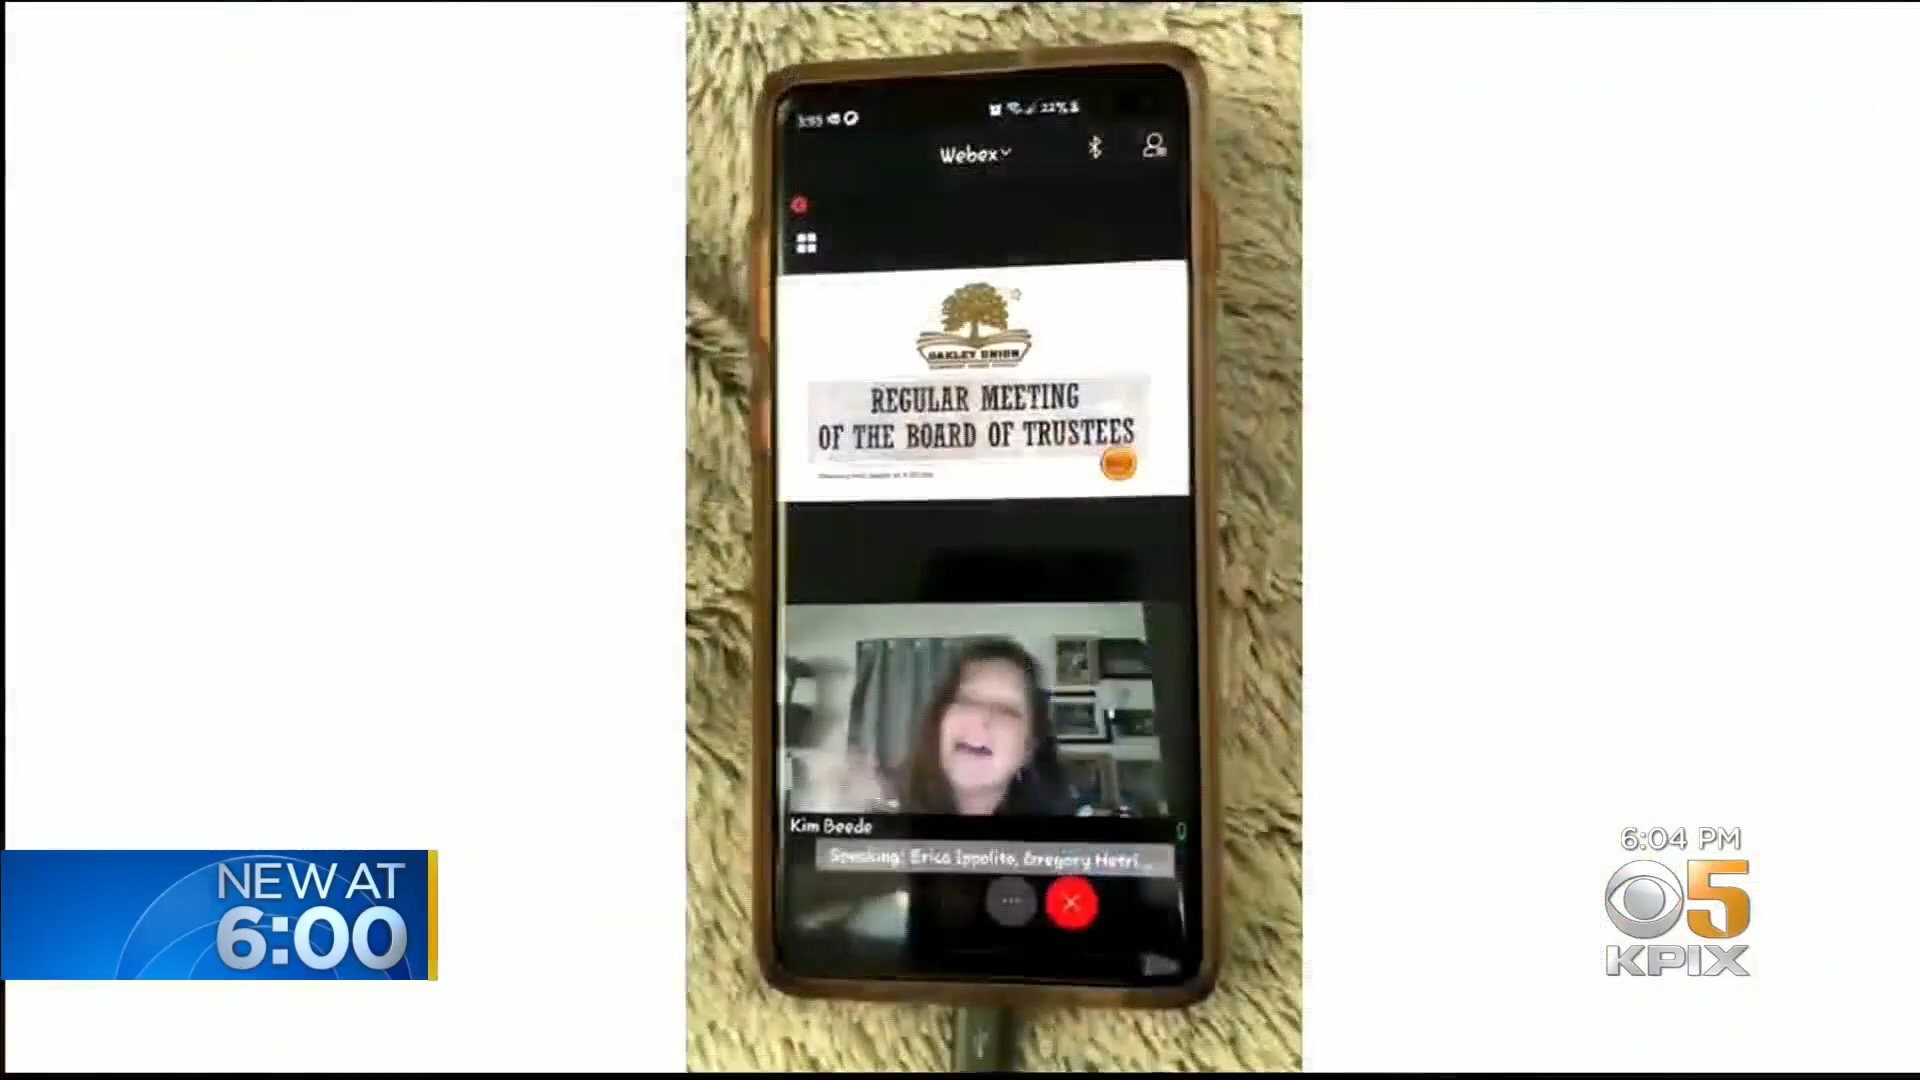 Webex
OAKLEY UNION
REGULAR MEETING
OF THE BOARD OF TRUSTEES
Kim Beede
Speaking: Erica Ippolito, Gregory Hetri...
NEW AT
6:00
6:04 PM
5
KPIX